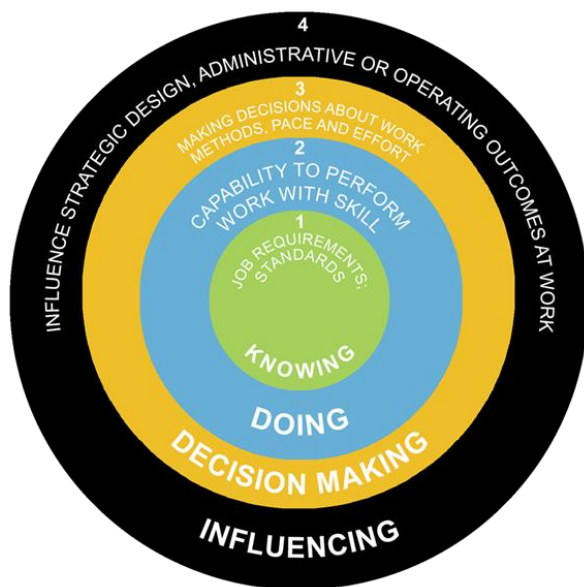 4
INFLUENCE STRATEGIC DESIGN, ADMINISTRATIVE OR OPERATING OUTCOMES AT WORK
3
MAKING DECISIONS ABOUT WORK
METHODS, PACE AND EFFORT
2
CAPABILITY TO PERFORM
WORK WITH SKILL
1
JOB REQUIREMENTS;
STANDARDS
KNOWING
DOING
DECISION MAKING
INFLUENCING